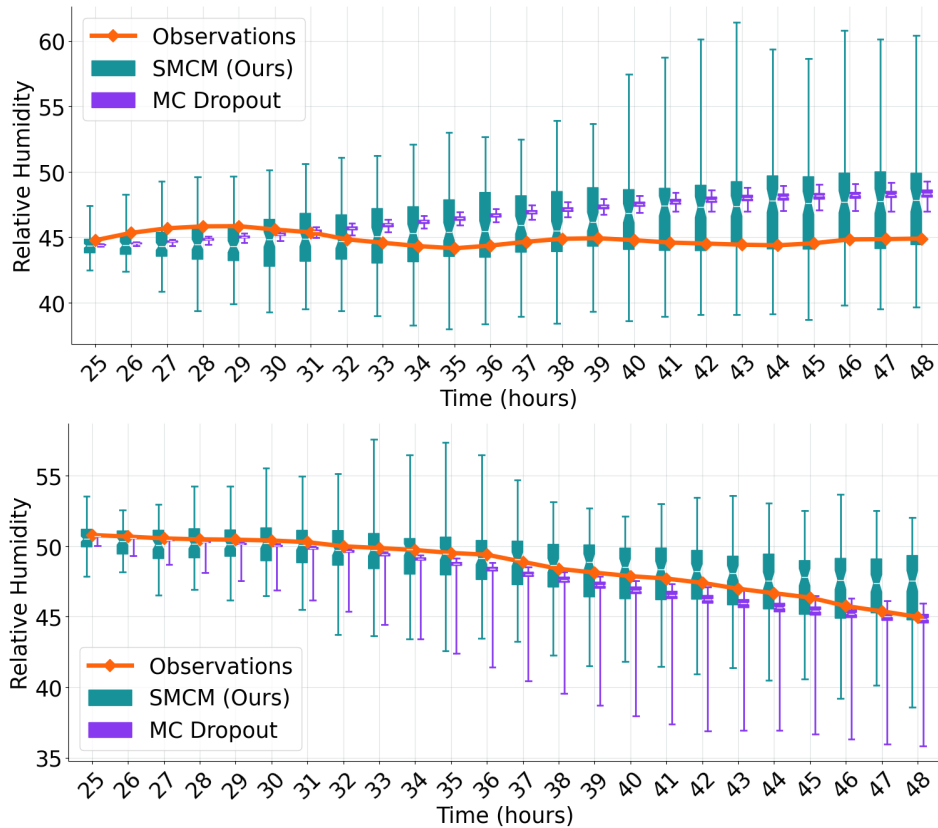 60
55
50
45
40
Relative Humidity
Observations
SMCM (Ours)
MC Dropout
25 26 27 28 29 30 31 32 33 34 35 36 37 38 39 40 41 42 43 44 45 46 47 48
Time (hours)
55
50
45
40
35
Relative Humidity
Observations
SMCM (Ours)
MC Dropout
25 26 27 28 29 30 31 32 33 34 35 36 37 38 39 40 41 42 43 44 45 46 47 48
Time (hours)